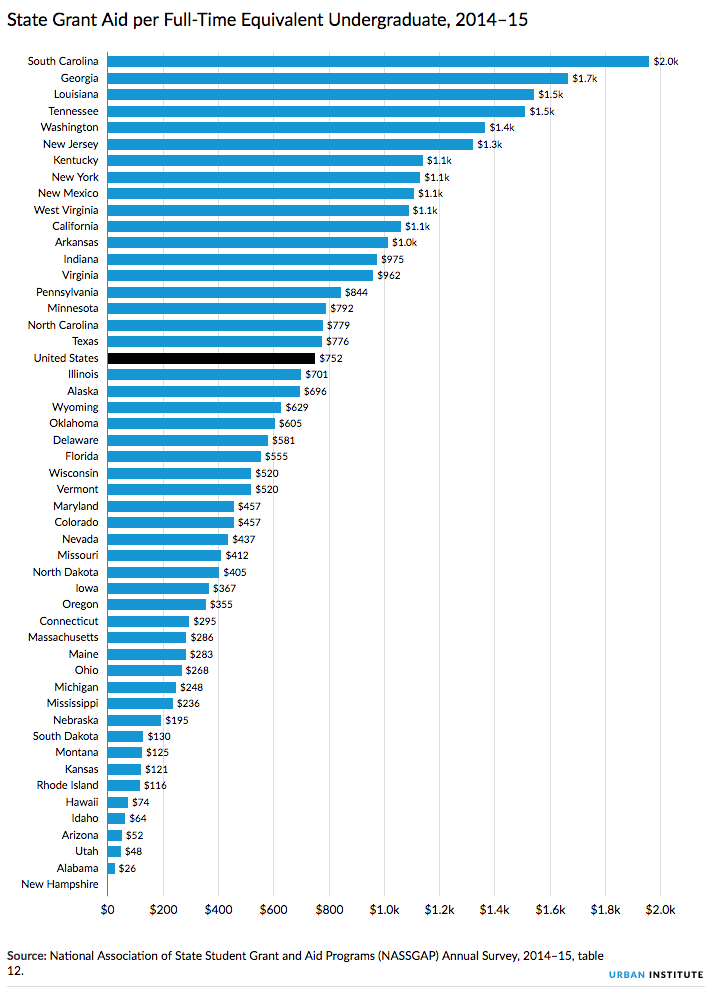 State Grant Aid per Full-Time Equivalent Undergraduate, 2014–15
South Carolina $2.0k
Georgia $1.7k
Louisiana $1.5k
Tennessee $1.5k
Washington $1.4k
New Jersey $1.3k
Kentucky $1.1k
New York $1.1k
New Mexico $1.1k
West Virginia $1.1k
California $1.1k
Arkansas $1.0k
Indiana $975
Virginia $962
Pennsylvania $844
Minnesota $792
North Carolina $779
Texas $776
United States $752
Illinois $701
Alaska $696
Wyoming $629
Oklahoma $605
Delaware $581
Florida $555
Wisconsin $520
Vermont $520
Maryland $457
Colorado $457
Nevada $437
Missouri $412
North Dakota $405
Iowa $367
Oregon $355
Connecticut $295
Massachusetts $286
Maine $283
Ohio $268
Michigan $248
Mississippi $236
Nebraska $195
South Dakota $130
Montana $125
Kansas $121
Rhode Island $116
Hawaii $74
Idaho $64
Arizona $52
Utah $48
Alabama $26
New Hampshire
$0 $200 $400 $600 $800 $1.0k $1.2k $1.4k $1.6k $1.8k $2.0k
Source: National Association of State Student Grant and Aid Programs (NASSGAP) Annual Survey, 2014–15, table
12.
URBAN INSTITUTE